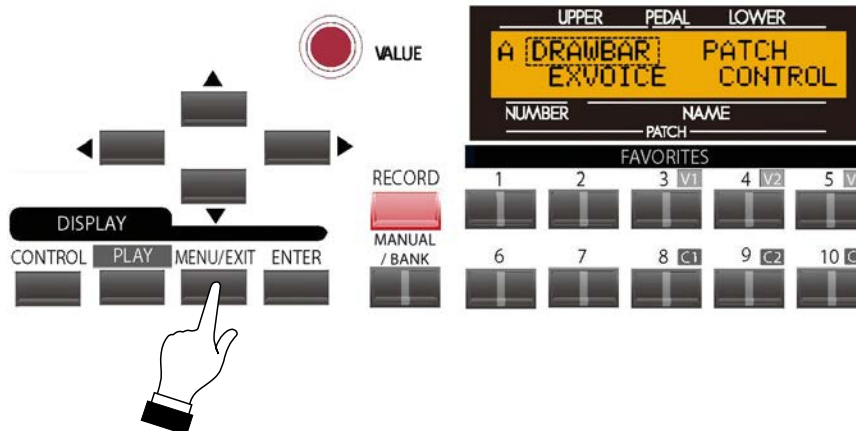 VALUE
UPPER PEDAL LOWER
A DRAWBAR PATCH
EXVOICE CONTROL
NUMBER NAME
PATCH
FAVORITES
RECORD
1 2 3 V1 4 V2 5 V
DISPLAY
CONTROL PLAY MENU/EXIT ENTER
MANUAL
/ BANK
6 7 8 C1 9 C2 10 C